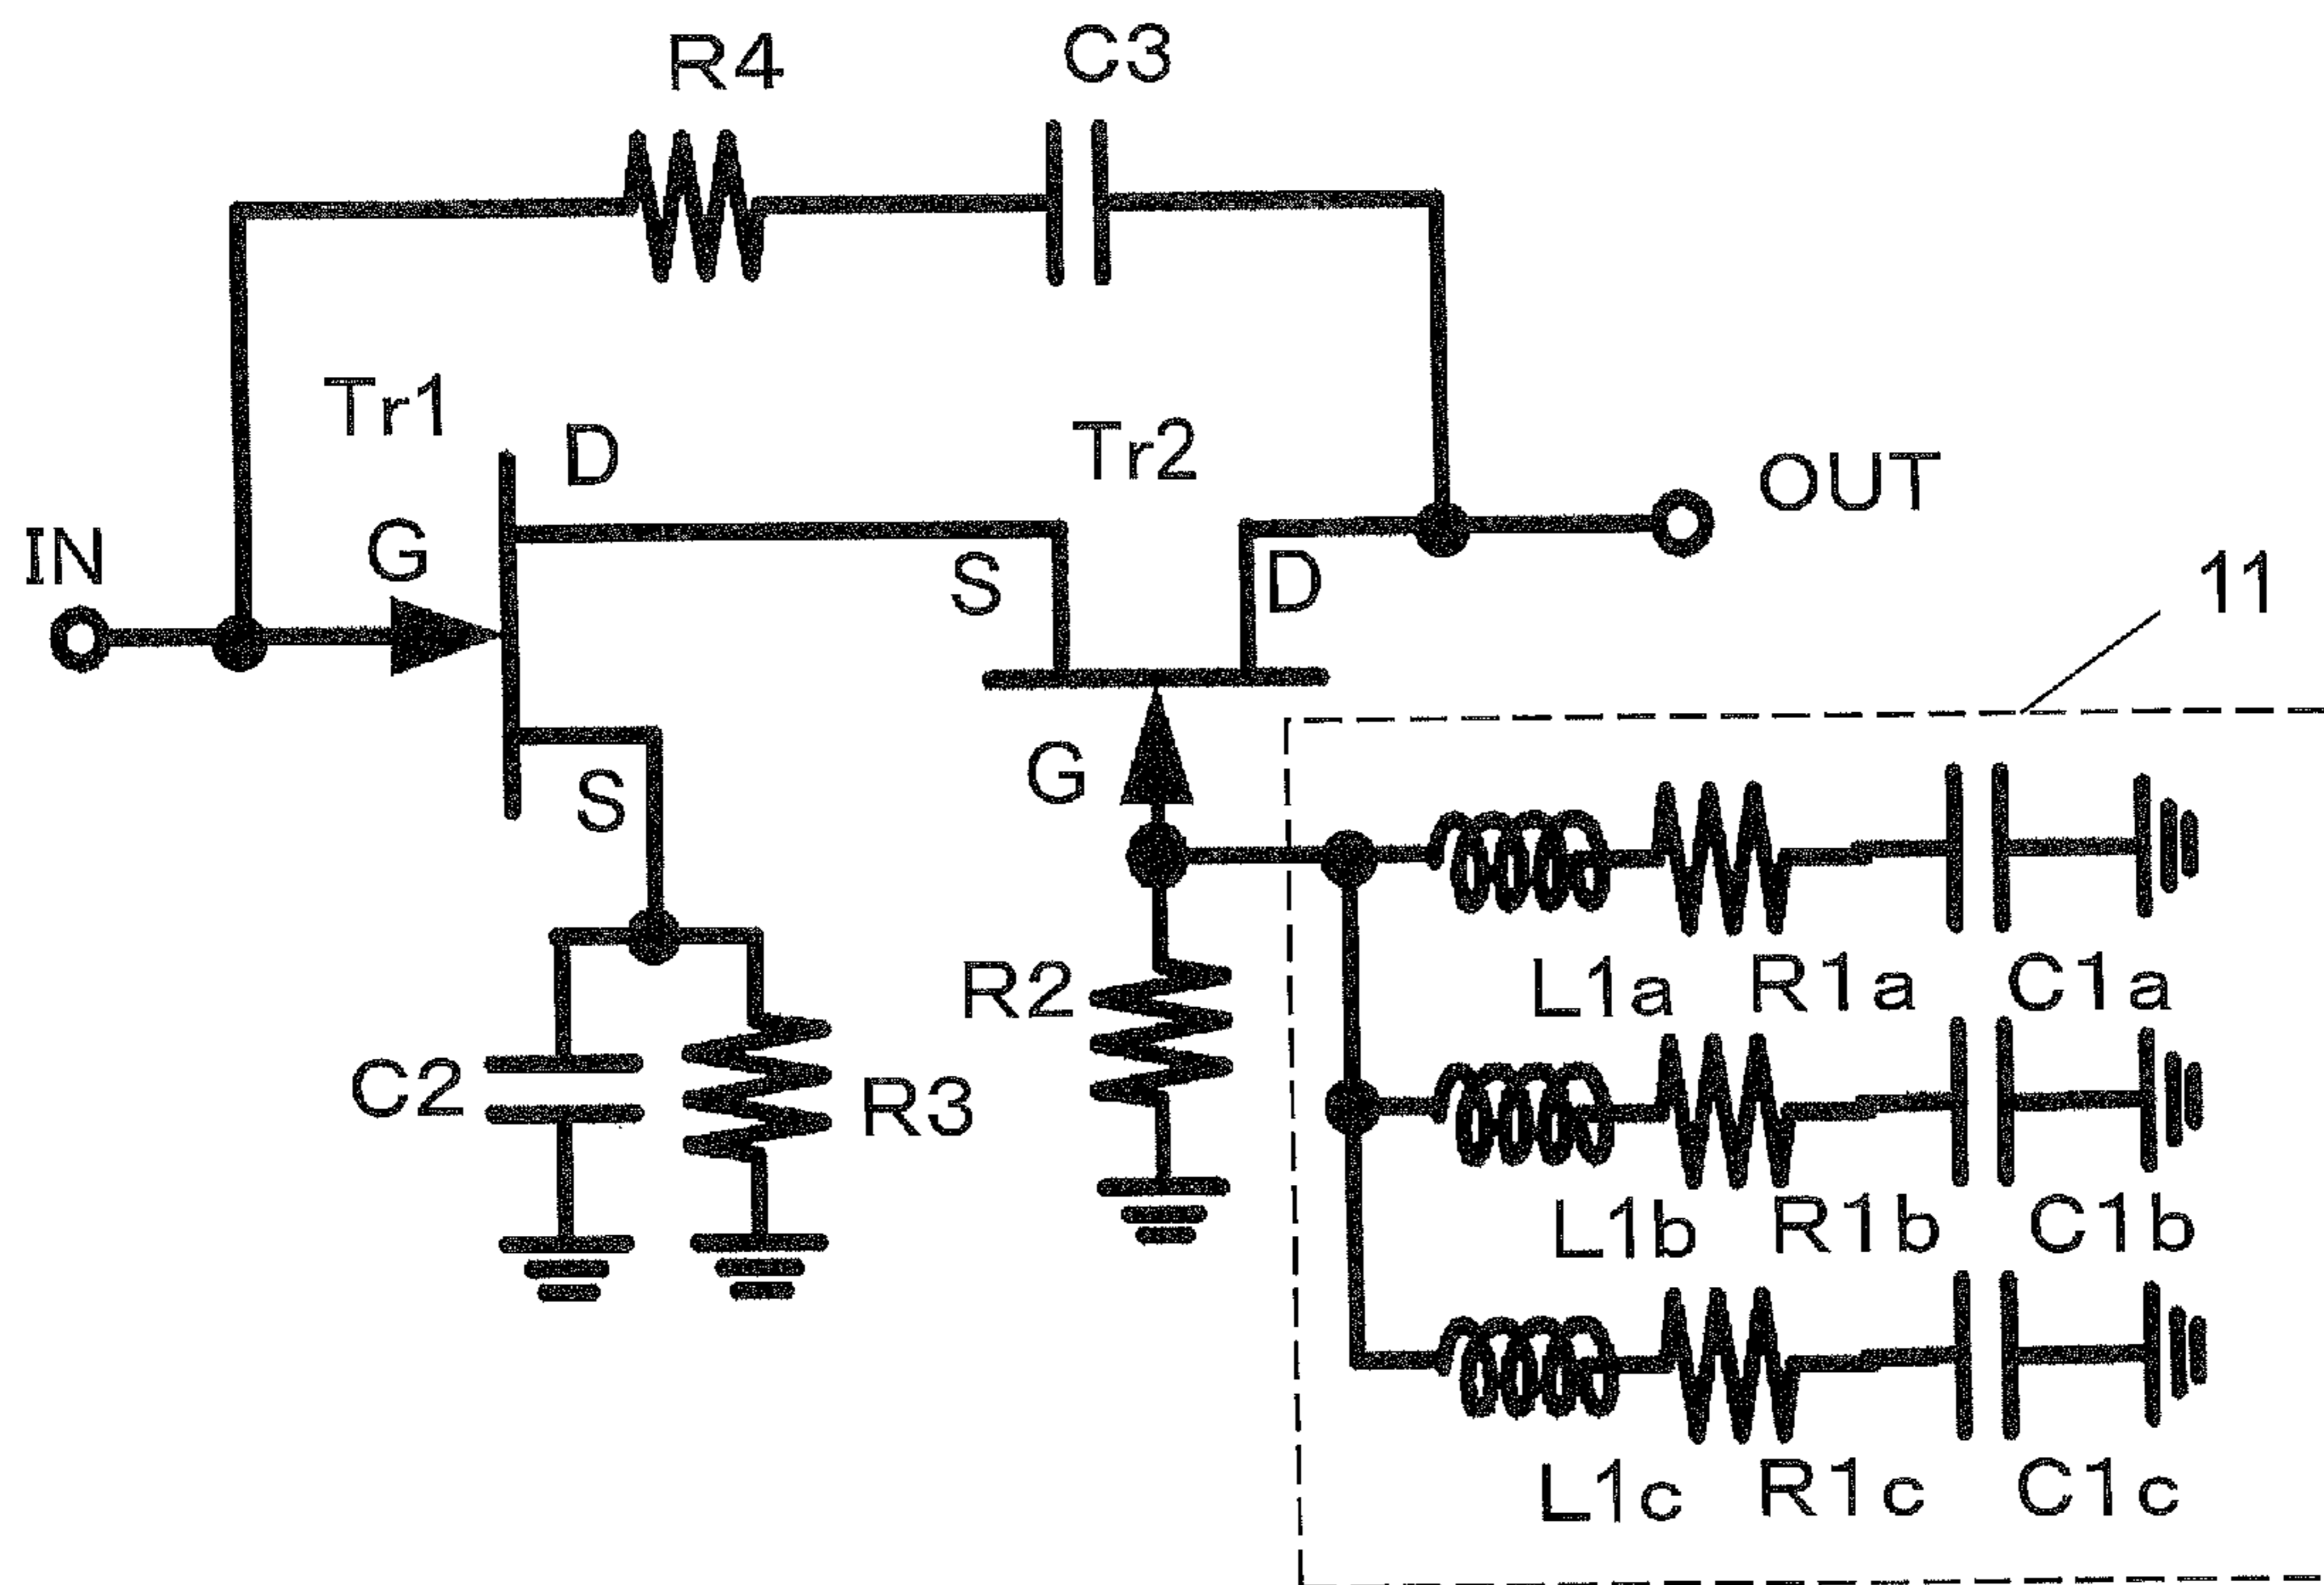 R4
C3
Tr1
D
Tr2
OUT
IN
G
S
D
11
S
G
C2
R3
R2
L1a
R1a
C1a
L1b
R1b
C1b
L1c
R1c
C1c